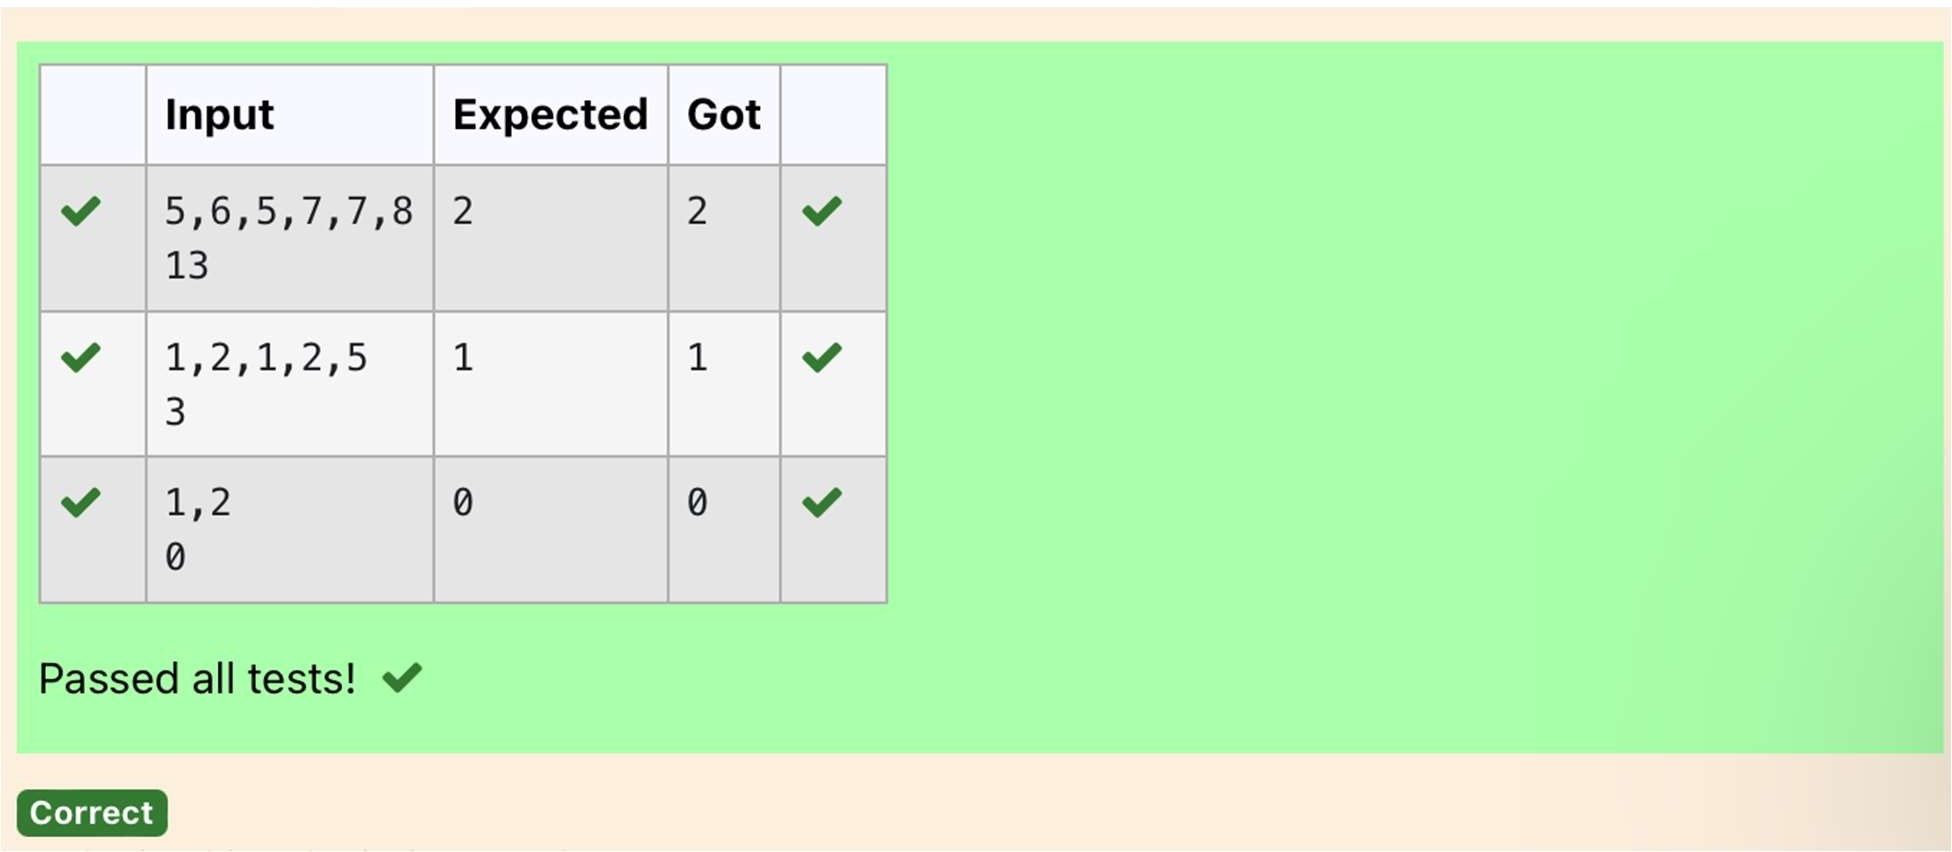 Input Expected Got
5,6,5,7,7,8 2 2
13
1,2,1,2,5 1 1
3
1,2 0 0
0
Passed all tests!
Correct